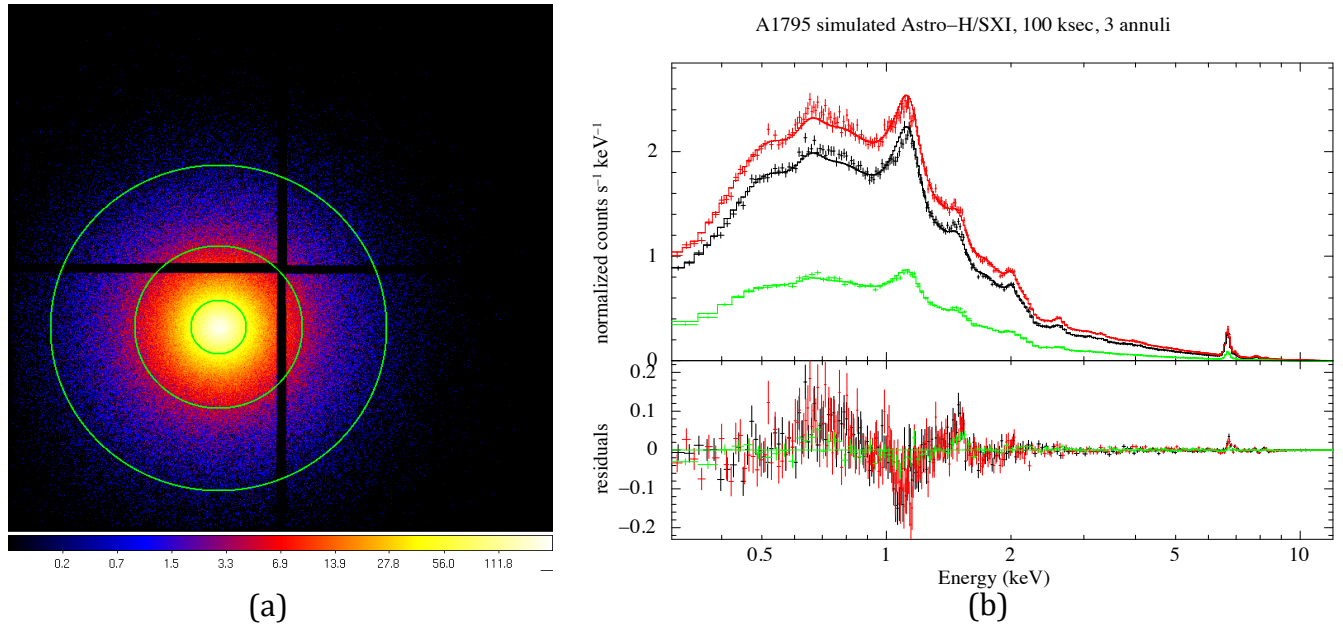 A1795 simulated Astro−H/SXI, 100 ksec, 3 annuli
normalized counts s−1 keV−1
2
1
0
0.2
0.1
0
−0.1
−0.2
residuals
0.5 1 2 5 10
Energy (keV)
0.2 0.7 1.5 3.3 6.9 13.9 27.8 56.0 111.8
(a)
(b)